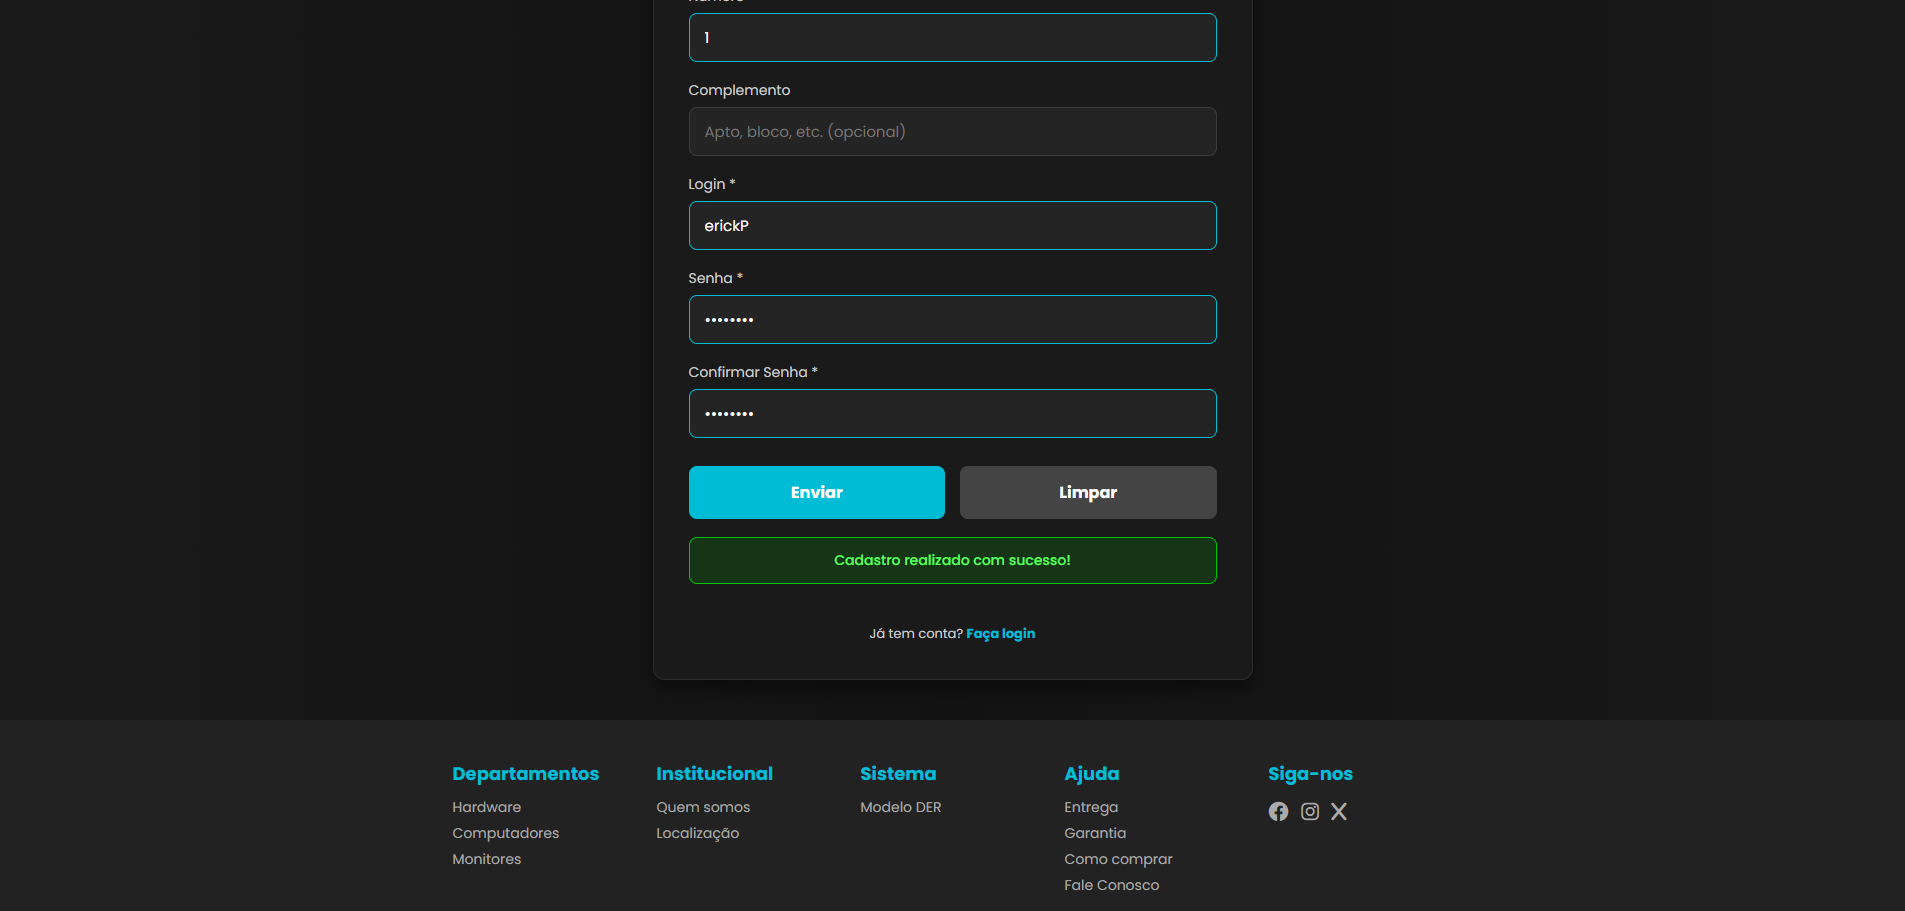 1
Complemento
Apto, bloco, etc. (opcional)
Login *
erickP
Senha *
••••••••
Confirmar Senha *
••••••••
Enviar Limpar
Cadastro realizado com sucesso!
Já tem conta? Faça login
Departamentos
Hardware
Computadores
Monitores
Institucional
Quem somos
Localização
Sistema
Modelo DER
Ajuda
Entrega
Garantia
Como comprar
Fale Conosco
Siga-nos